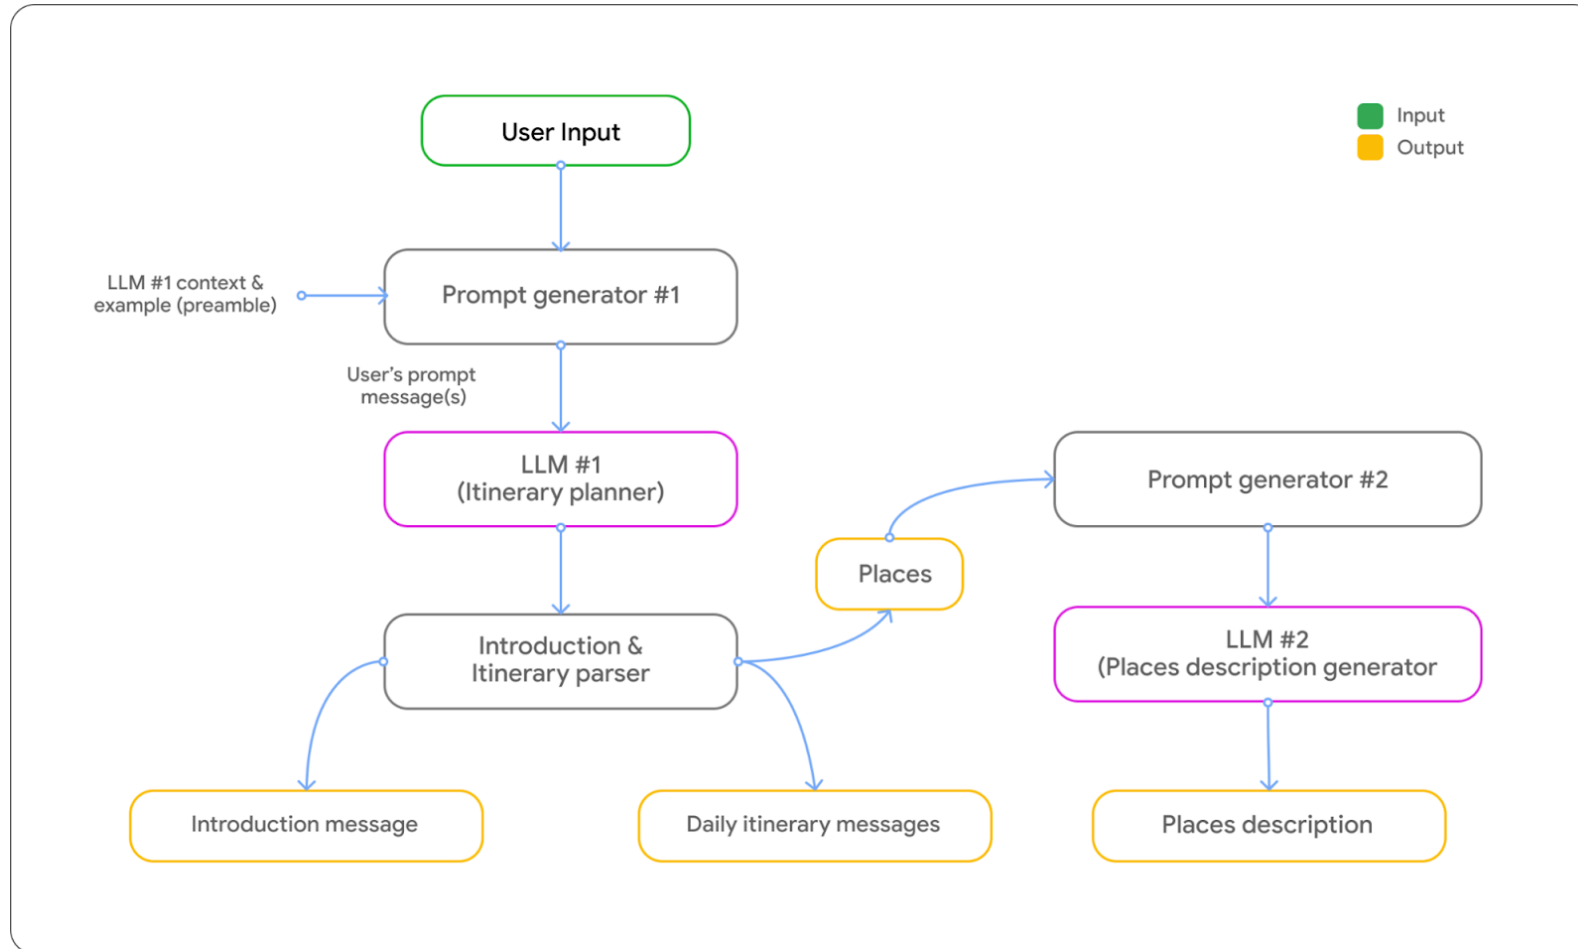 User Input
Input
Output
LLM #1 context &
example (preamble)
Prompt generator #1
User’s prompt
message(s)
LLM #1
(Itinerary planner)
Prompt generator #2
Places
Introduction &
Itinerary parser
LLM #2
(Places description generator
Introduction message
Daily itinerary messages
Places description